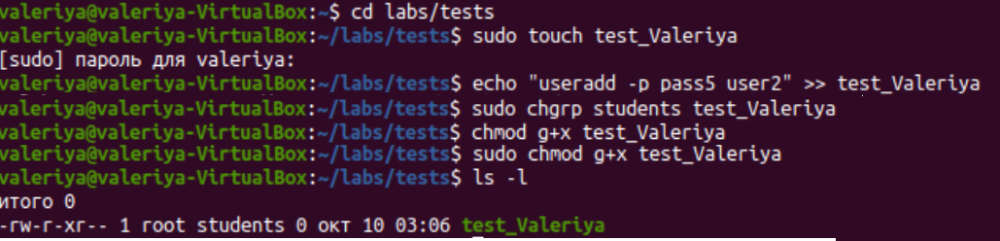 valeriya@valeriya-VirtualBox:~$ cd labs/tests
valeriya@valeriya-VirtualBox:~/labs/tests$ sudo touch test_Valeriya
[sudo] пароль для valeriya:
valeriya@valeriya-VirtualBox:~/labs/tests$ echo "useradd -p pass5 user2" >> test_Valeriya
valeriya@valeriya-VirtualBox:~/labs/tests$ sudo chgrp students test_Valeriya
valeriya@valeriya-VirtualBox:~/labs/tests$ chmod g+x test_Valeriya
valeriya@valeriya-VirtualBox:~/labs/tests$ sudo chmod g+x test_Valeriya
valeriya@valeriya-VirtualBox:~/labs/tests$ ls -l
итого 0
-rw-r-xr-- 1 root students 0 окт 10 03:06 test_Valeriya